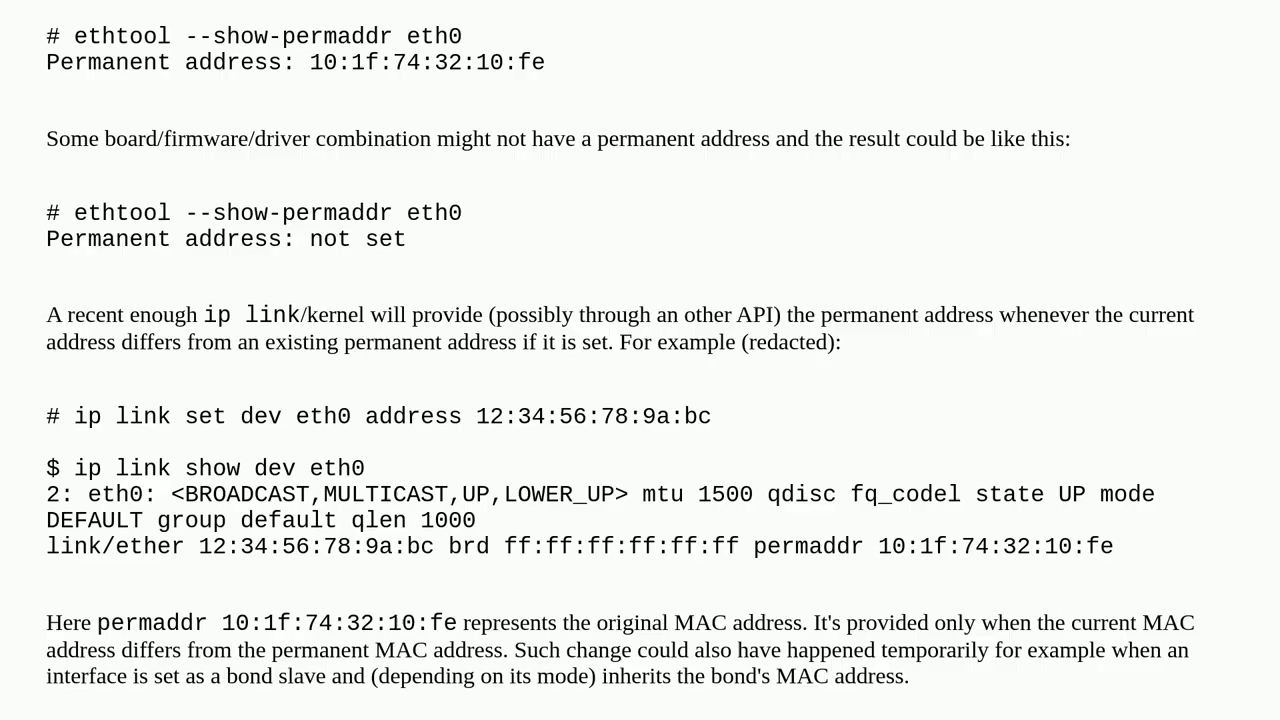 # ethtool --show-permaddr eth0
Permanent address: 10:1f:74:32:10:fe
Some board/firmware/driver combination might not have a permanent address and the result could be like this:
# ethtool --show-permaddr eth0
Permanent address: not set
A recent enough ip link/kernel will provide (possibly through an other API) the permanent address whenever the current
address differs from an existing permanent address if it is set. For example (redacted):
# ip link set dev eth0 address 12:34:56:78:9a:bc
$ ip link show dev eth0
2: eth0: <BROADCAST,MULTICAST,UP,LOWER_UP> mtu 1500 qdisc fq_codel state UP mode
DEFAULT group default qlen 1000
link/ether 12:34:56:78:9a:bc brd ff:ff:ff:ff:ff:ff permaddr 10:1f:74:32:10:fe
Here permaddr 10:1f:74:32:10:fe represents the original MAC address. It's provided only when the current MAC
address differs from the permanent MAC address. Such change could also have happened temporarily for example when an
interface is set as a bond slave and (depending on its mode) inherits the bond's MAC address.